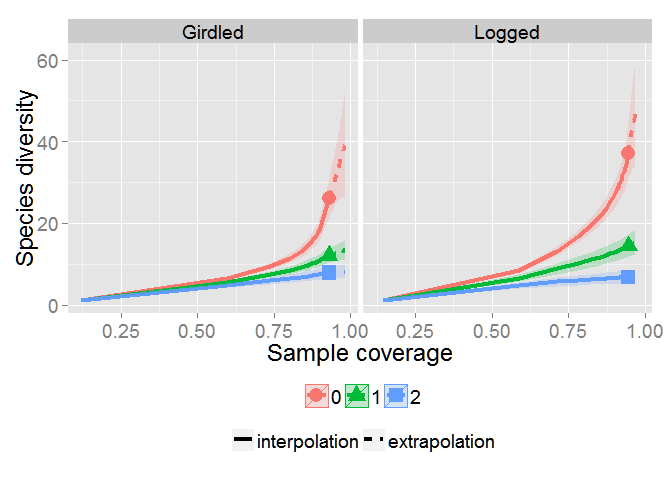 Girdled Logged
60
40
20
0
Species diversity
0.25 0.50 0.75 1.00 0.25 0.50 0.75 1.00
Sample coverage
0 1 2
interpolation extrapolation